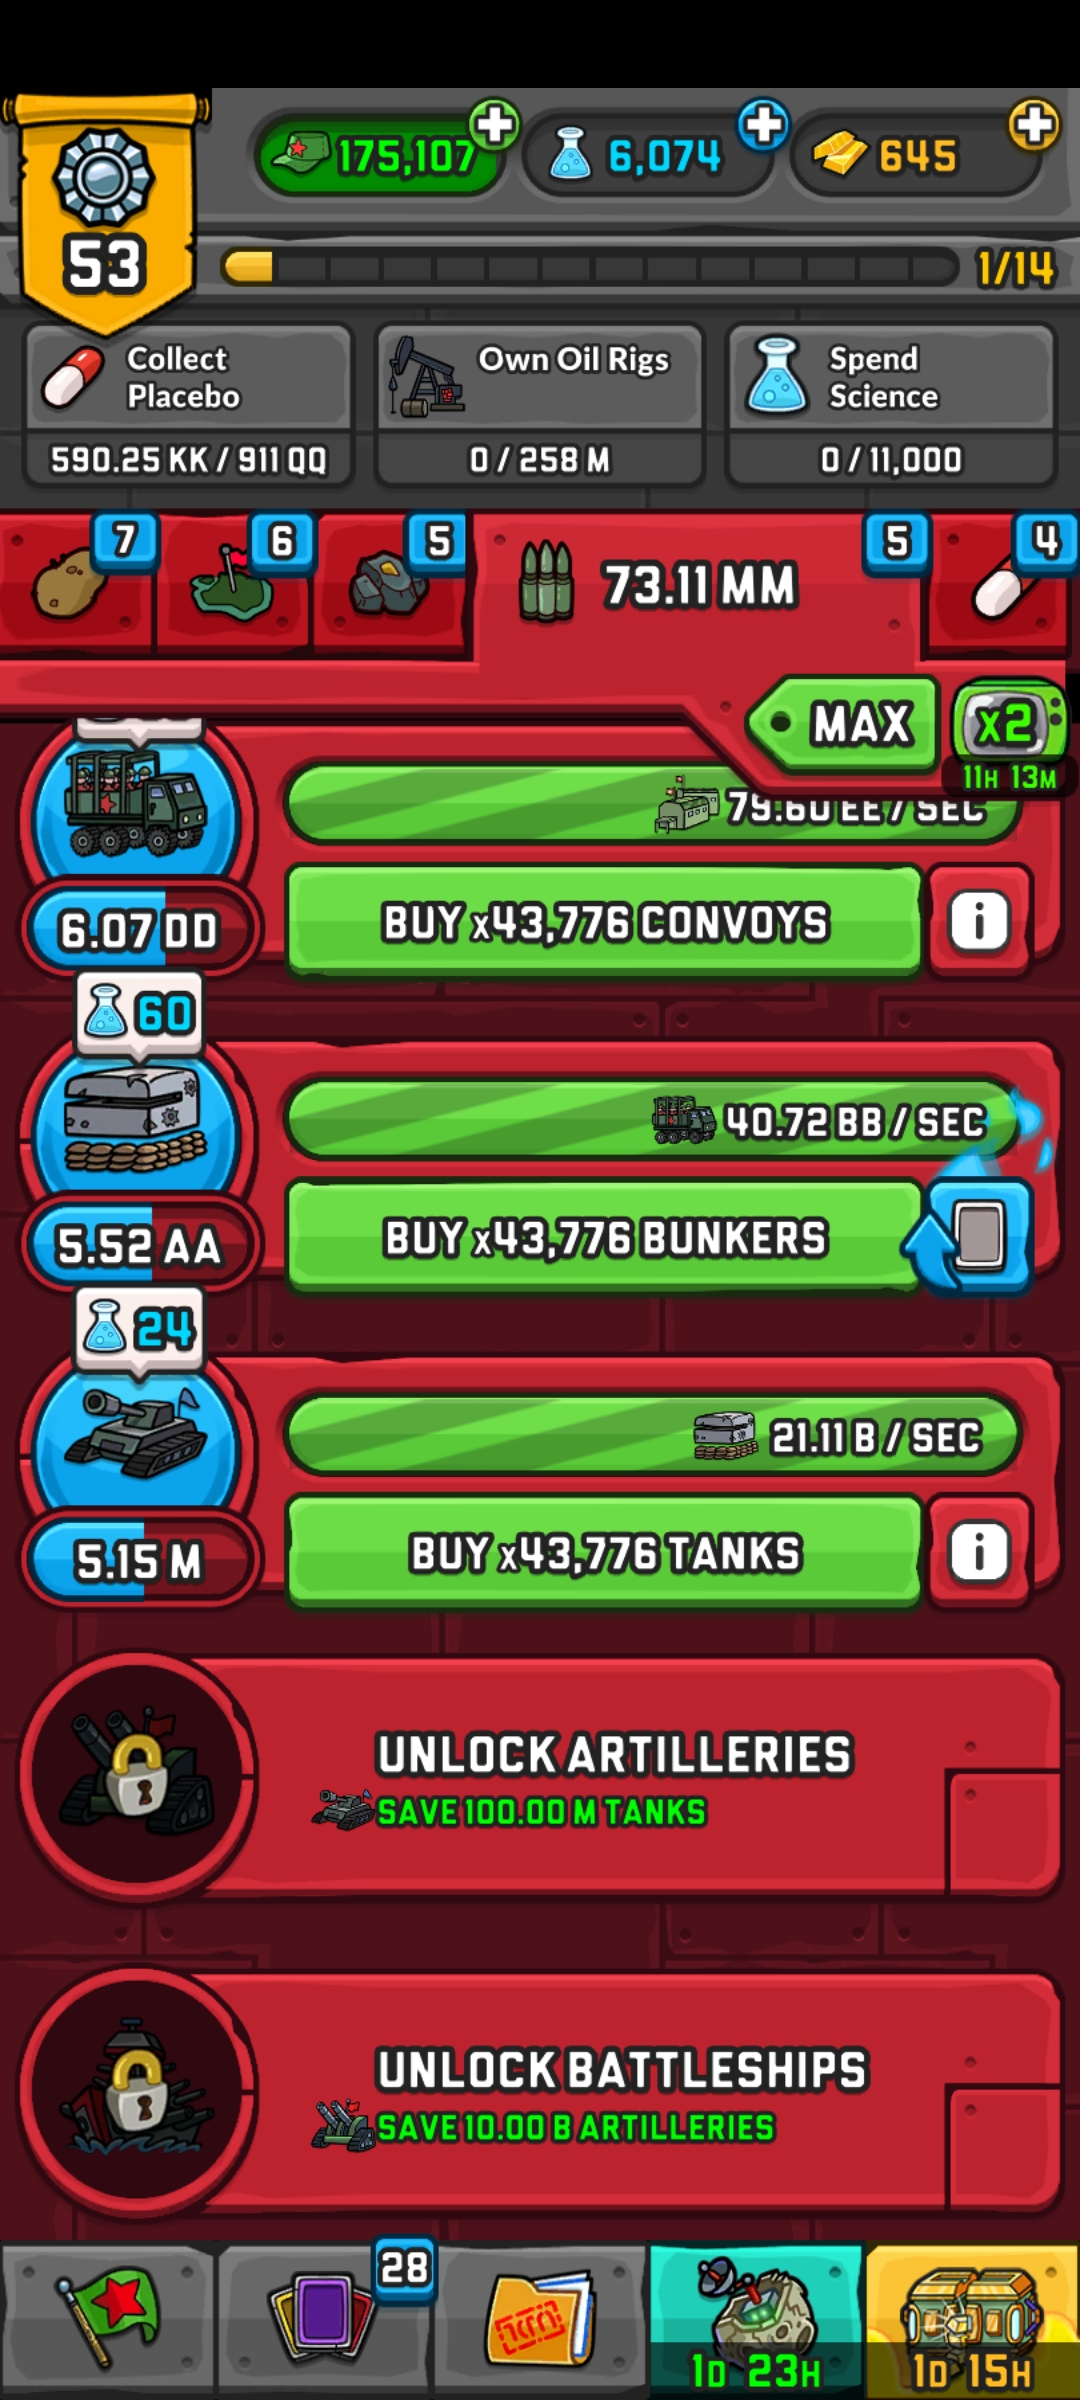 175,107
6,074
645
53
1/14
Collect
Placebo
Own Oil Rigs
Spend
Science
590.25 KK / 911 QQ
0 / 258 M
0 / 11,000
7
6
5
73.11 MM
5
4
MAX
x2
11H 13M
79.60 EE / SEC
BUY x43,776 CONVOYS
6.07 DD
60
40.72 BB / SEC
BUY x43,776 BUNKERS
5.52 AA
24
21.11 B / SEC
BUY x43,776 TANKS
5.15 M
UNLOCK ARTILLERIES
SAVE 100.00 M TANKS
UNLOCK BATTLESHIPS
SAVE 10.00 B ARTILLERIES
28
1D 23H
1D 15H